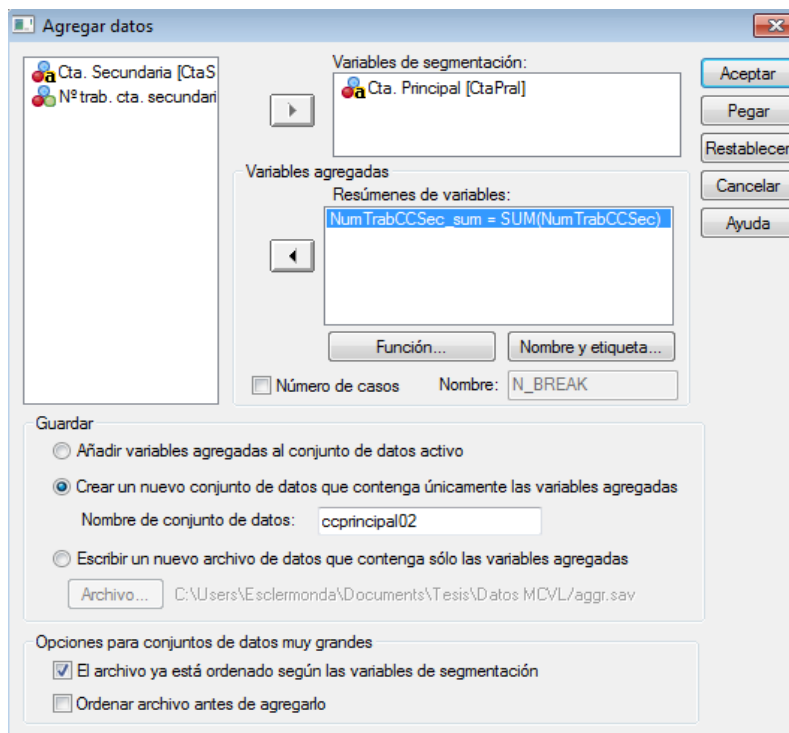 Agregar datos
Cta. Secundaria [CtaS
Nº trab. cta. secundari
Variables de segmentación:
Cta. Principal [CtaPral]
Variables agregadas
Resúmenes de variables:
NumTrabCCSec_sum = SUM(NumTrabCCSec)
Función...
Nombre y etiqueta...
Número de casos
Nombre:
N_BREAK
Aceptar
Pegar
Restablecer
Cancelar
Ayuda
Guardar
Añadir variables agregadas al conjunto de datos activo
Crear un nuevo conjunto de datos que contenga únicamente las variables agregadas
Nombre de conjunto de datos:
ccprincipal02
Escribir un nuevo archivo de datos que contenga sólo las variables agregadas
Archivo...
C:\Users\Esclermonda\Documents\Tesis\Datos MCVL/aggr.sav
Opciones para conjuntos de datos muy grandes
El archivo ya está ordenado según las variables de segmentación
Ordenar archivo antes de agregarlo